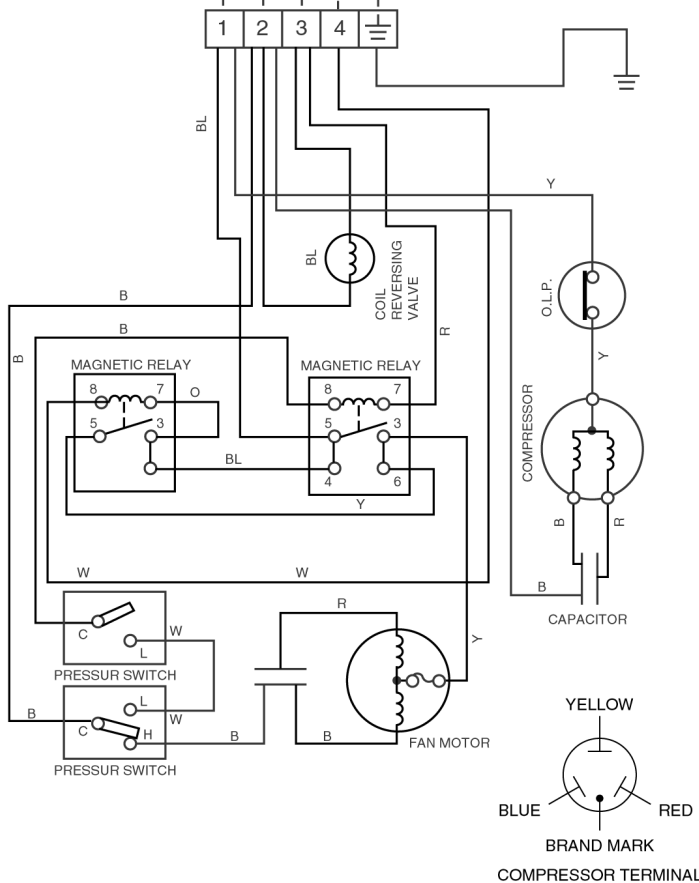 1 2 3 4
BL
Y
BL
COIL
REVERSING
VALVE
O.L.P.
B
B
B
R
Y
MAGNETIC RELAY
8 7
O
5 3
MAGNETIC RELAY
8 7
5 3
4 6
BL
Y
COMPRESSOR
B
R
B
CAPACITOR
W
W
C
L
W
PRESSUR SWITCH
B
L
W
C
H
PRESSUR SWITCH
B
R
B
Y
FAN MOTOR
YELLOW
BLUE
RED
BRAND MARK
COMPRESSOR TERMINAL